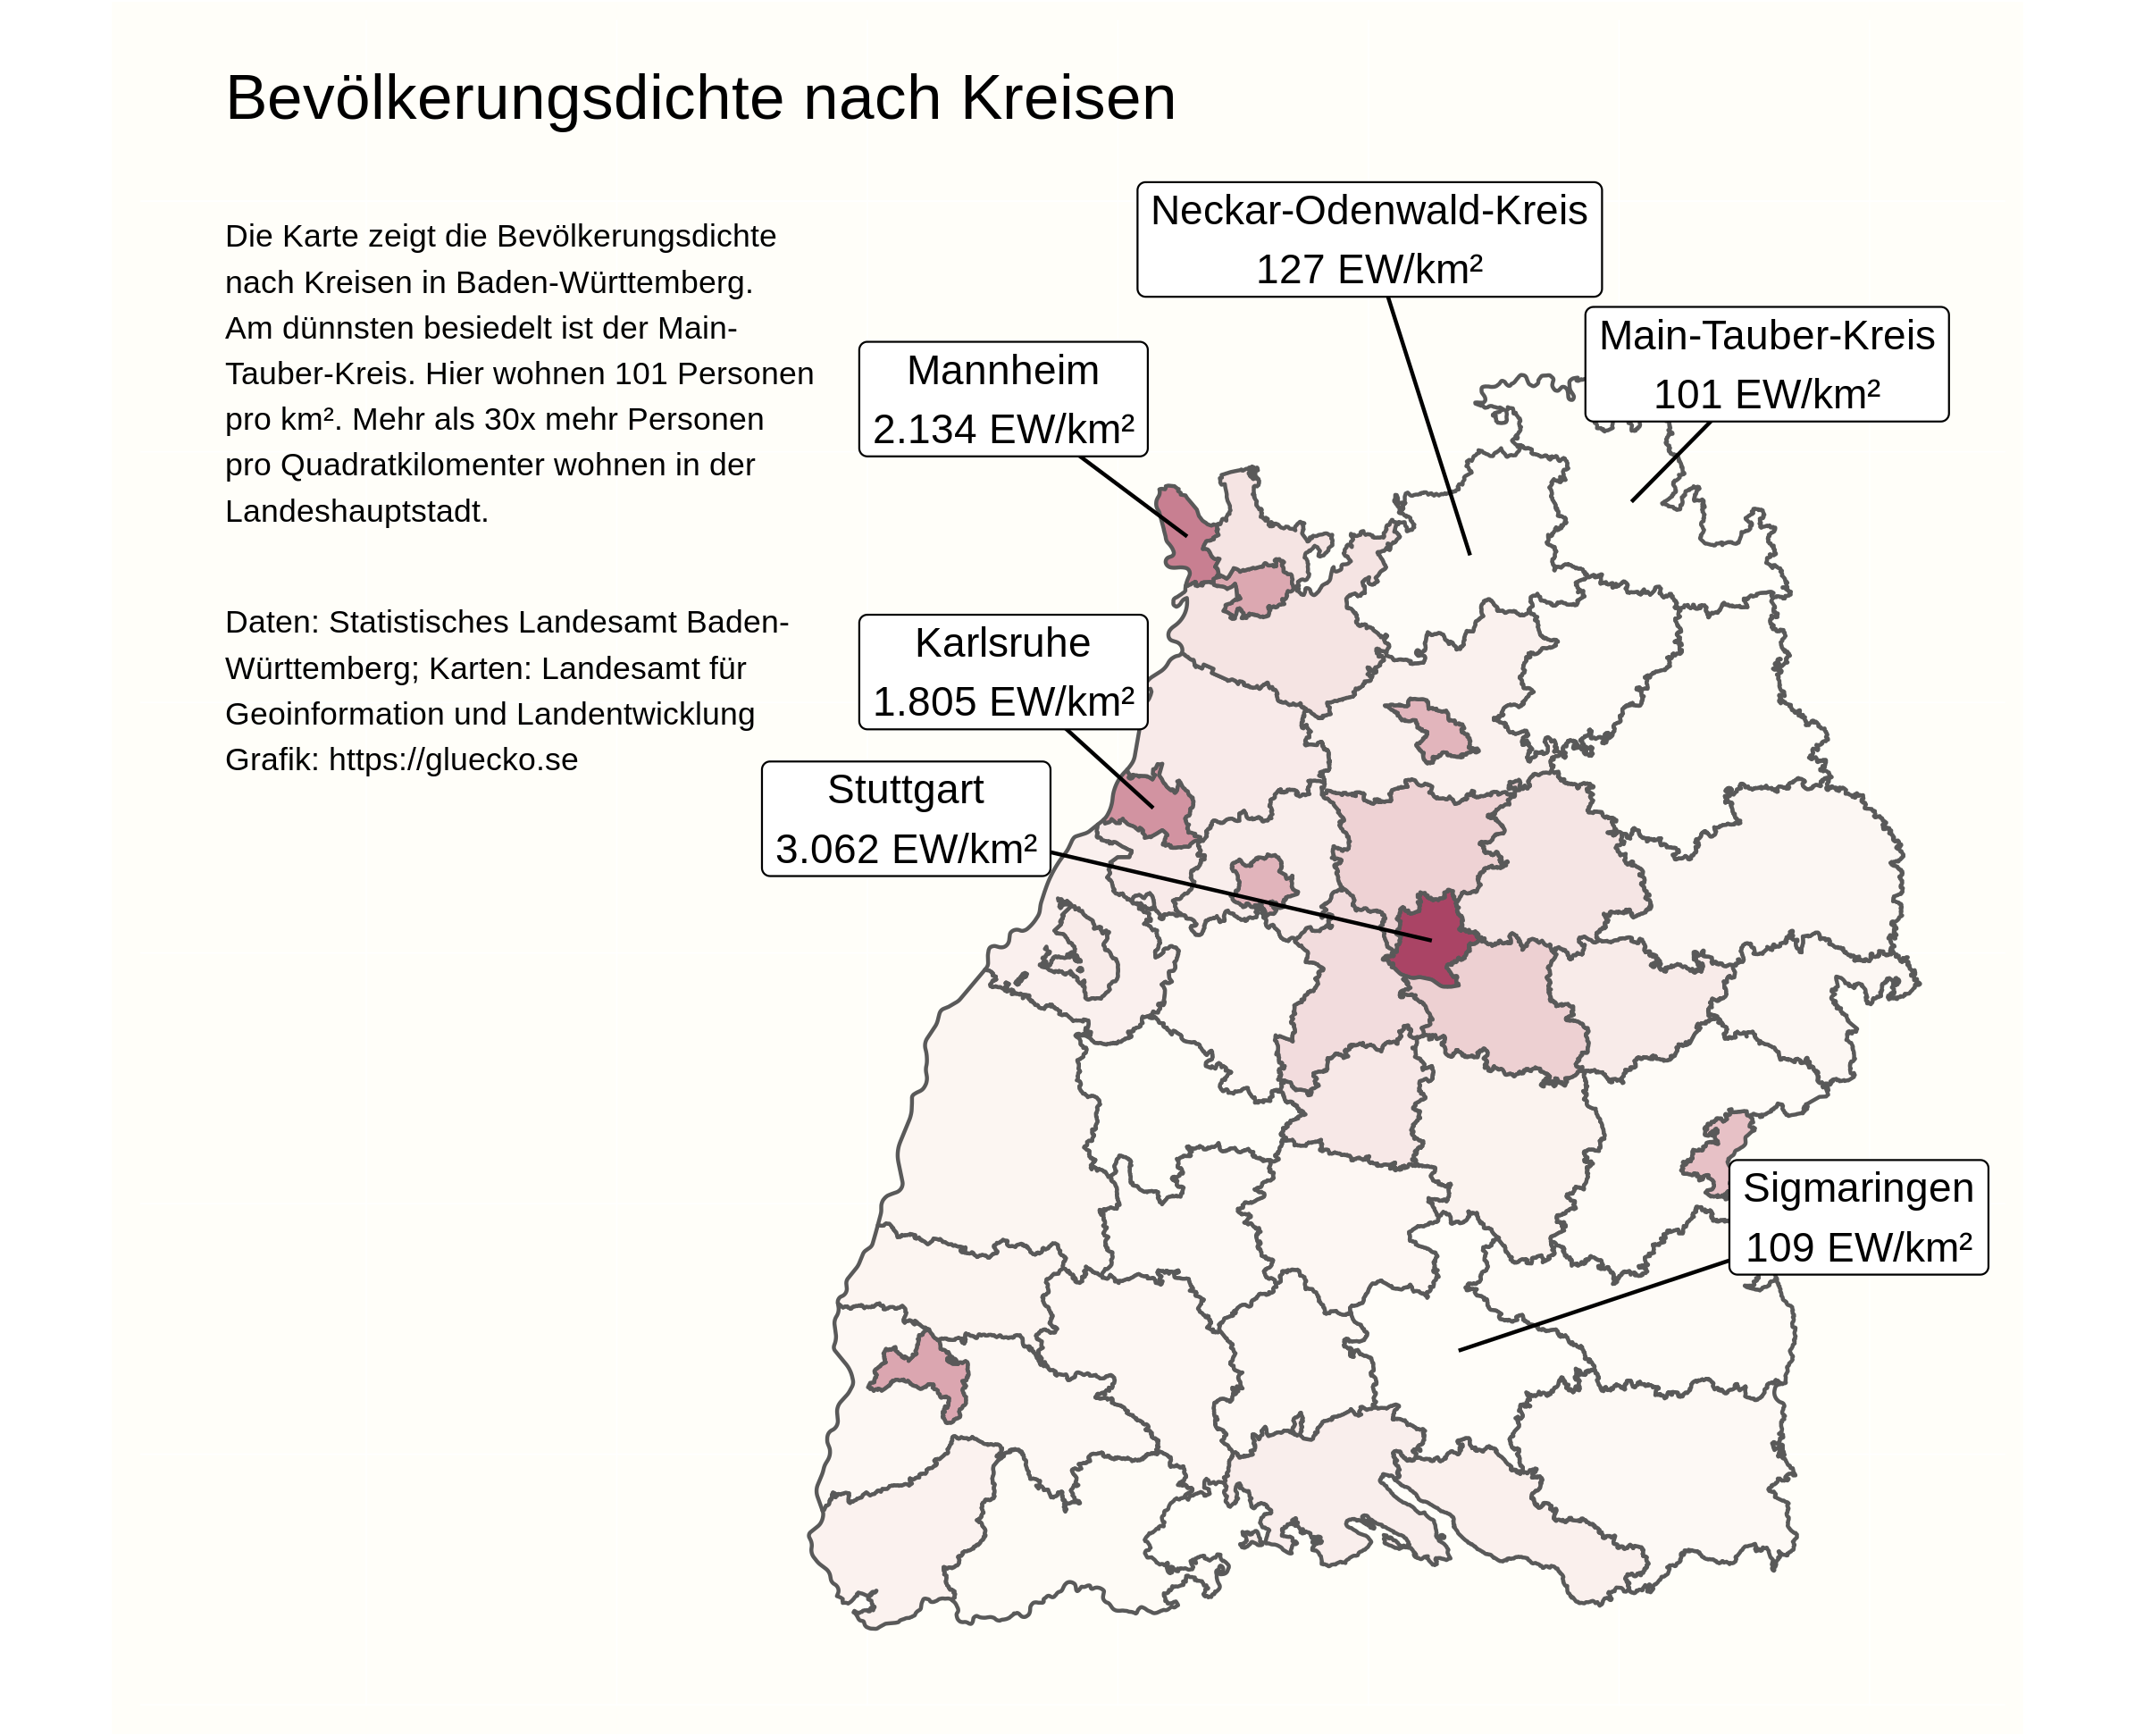 Bevölkerungsdichte nach Kreisen
Die Karte zeigt die Bevölkerungsdichte
nach Kreisen in Baden-Württemberg.
Am dünnsten besiedelt ist der Main-
Tauber-Kreis. Hier wohnen 101 Personen
pro km². Mehr als 30x mehr Personen
pro Quadratkilometer wohnen in der
Landeshauptstadt.
Daten: Statistisches Landesamt Baden-
Württemberg; Karten: Landesamt für
Geoinformation und Landentwicklung
Grafik: https://gluecko.se
Neckar-Odenwald-Kreis
127 EW/km²
Main-Tauber-Kreis
101 EW/km²
Mannheim
2.134 EW/km²
Karlsruhe
1.805 EW/km²
Stuttgart
3.062 EW/km²
Sigmaringen
109 EW/km²